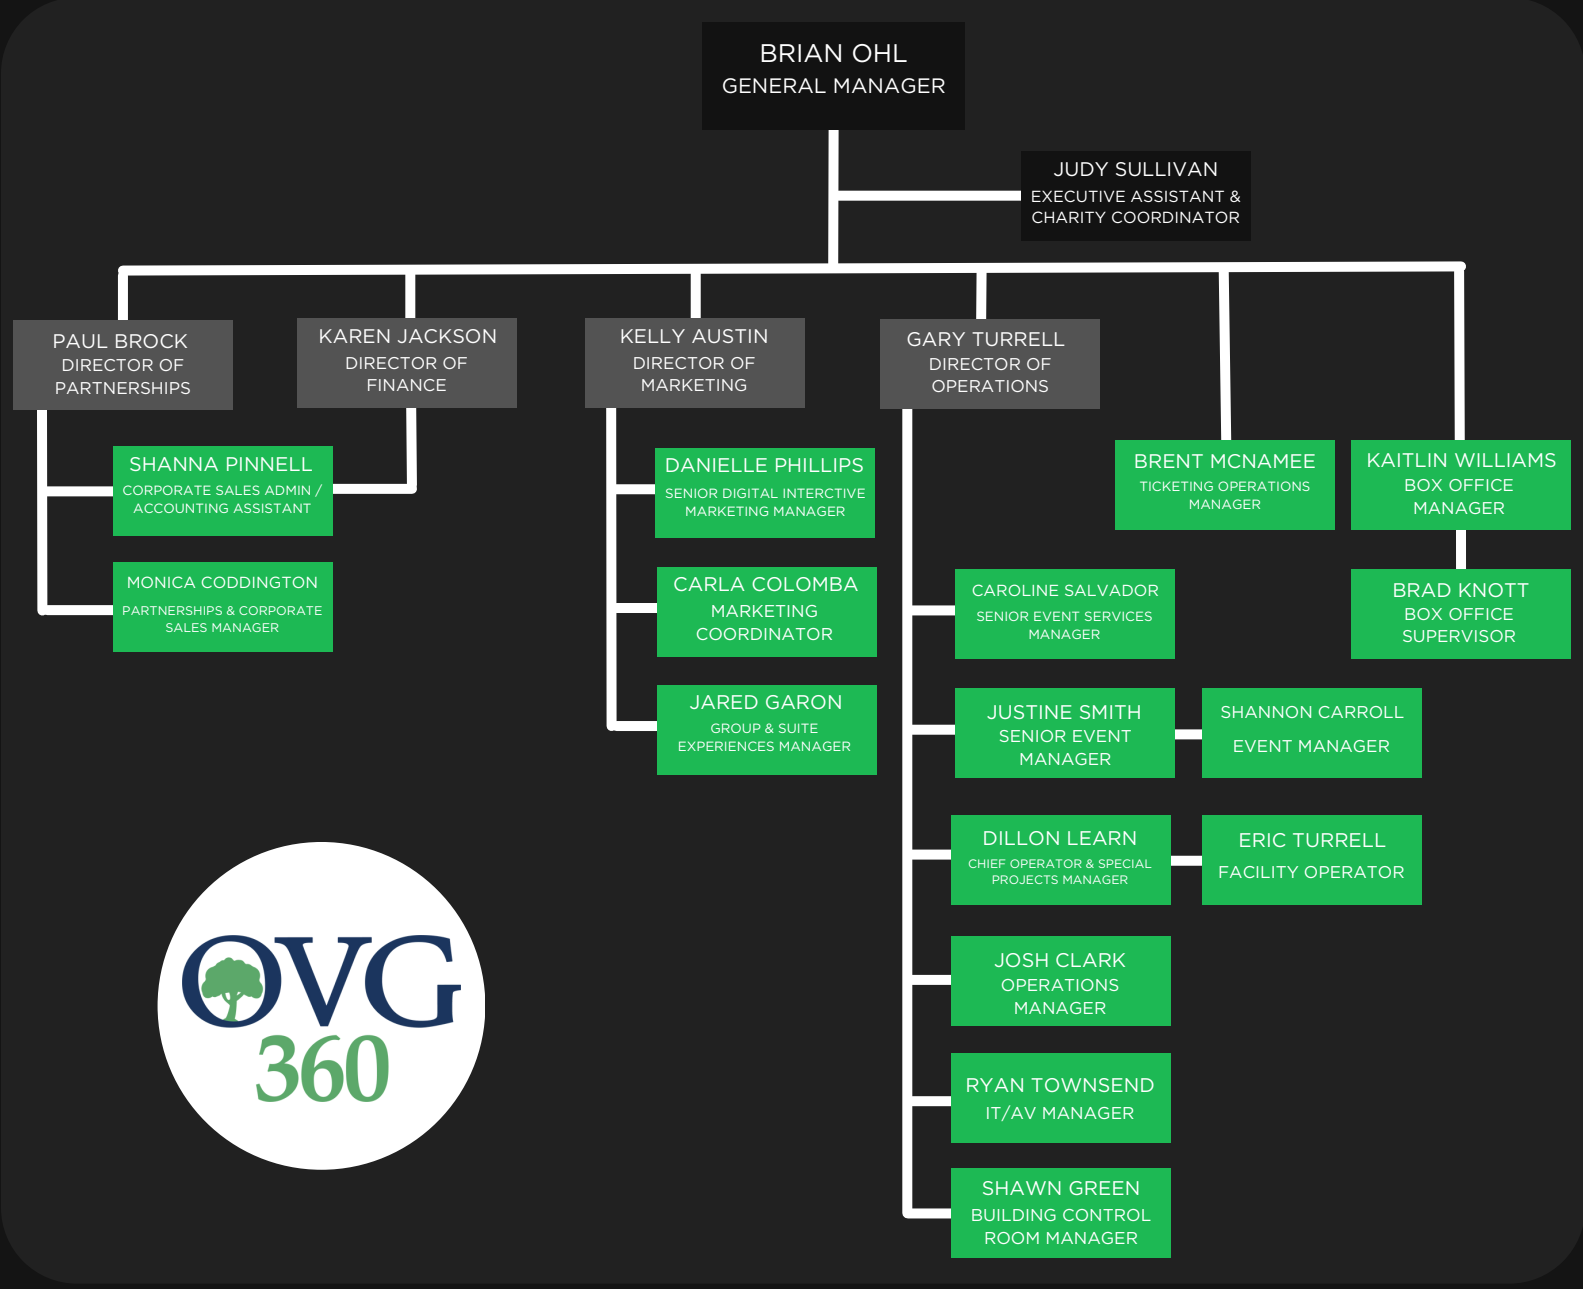 BRIAN OHL
GENERAL MANAGER
JUDY SULLIVAN
EXECUTIVE ASSISTANT &
CHARITY COORDINATOR
PAUL BROCK
DIRECTOR OF
PARTNERSHIPS
KAREN JACKSON
DIRECTOR OF
FINANCE
KELLY AUSTIN
DIRECTOR OF
MARKETING
GARY TURRELL
DIRECTOR OF
OPERATIONS
SHANNA PINNELL
CORPORATE SALES ADMIN /
ACCOUNTING ASSISTANT
MONICA CODDINGTON
PARTNERSHIPS & CORPORATE
SALES MANAGER
DANIELLE PHILLIPS
SENIOR DIGITAL INTERCTIVE
MARKETING MANAGER
CARLA COLOMBA
MARKETING
COORDINATOR
JARED GARON
GROUP & SUITE
EXPERIENCES MANAGER
BRENT MCNAMEE
TICKETING OPERATIONS
MANAGER
KAITLIN WILLIAMS
BOX OFFICE
MANAGER
BRAD KNOTT
BOX OFFICE
SUPERVISOR
CAROLINE SALVADOR
SENIOR EVENT SERVICES
MANAGER
JUSTINE SMITH
SENIOR EVENT
MANAGER
SHANNON CARROLL
EVENT MANAGER
DILLON LEARN
CHIEF OPERATOR & SPECIAL
PROJECTS MANAGER
ERIC TURRELL
FACILITY OPERATOR
JOSH CLARK
OPERATIONS
MANAGER
RYAN TOWNSEND
IT/AV MANAGER
SHAWN GREEN
BUILDING CONTROL
ROOM MANAGER
OVG
360